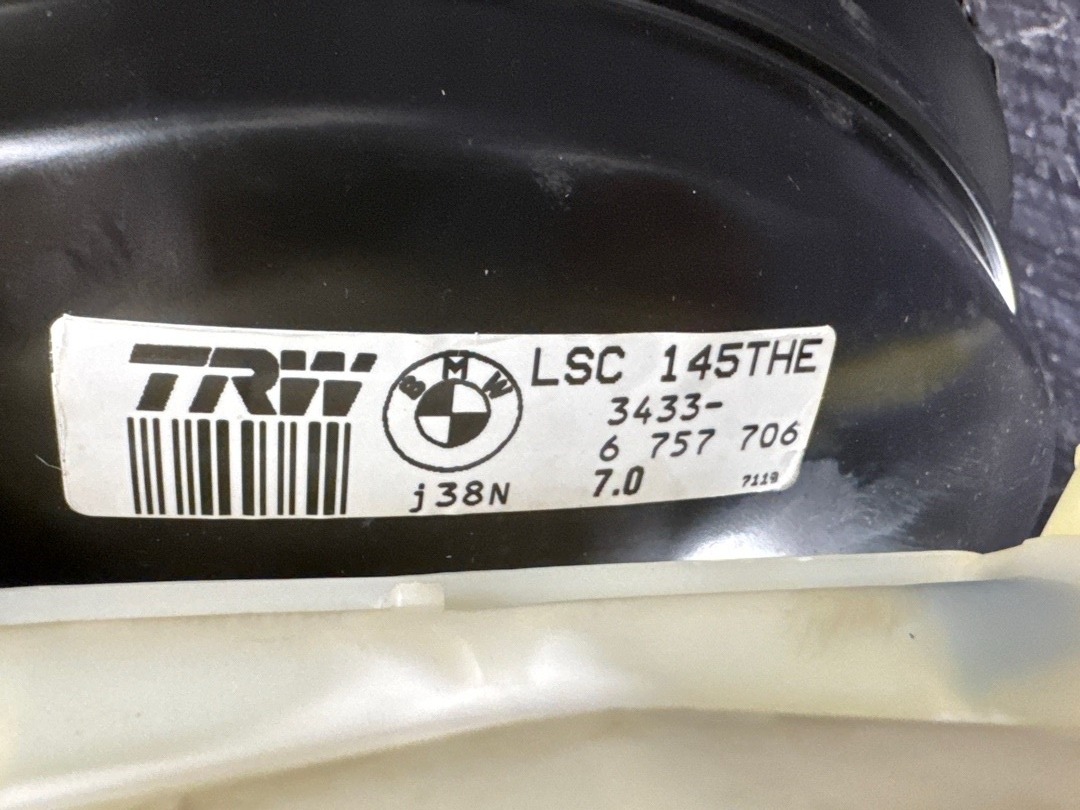 TRW
BMW
LSC 145THE
3433-
6 757 706
j38N
7.0
7119